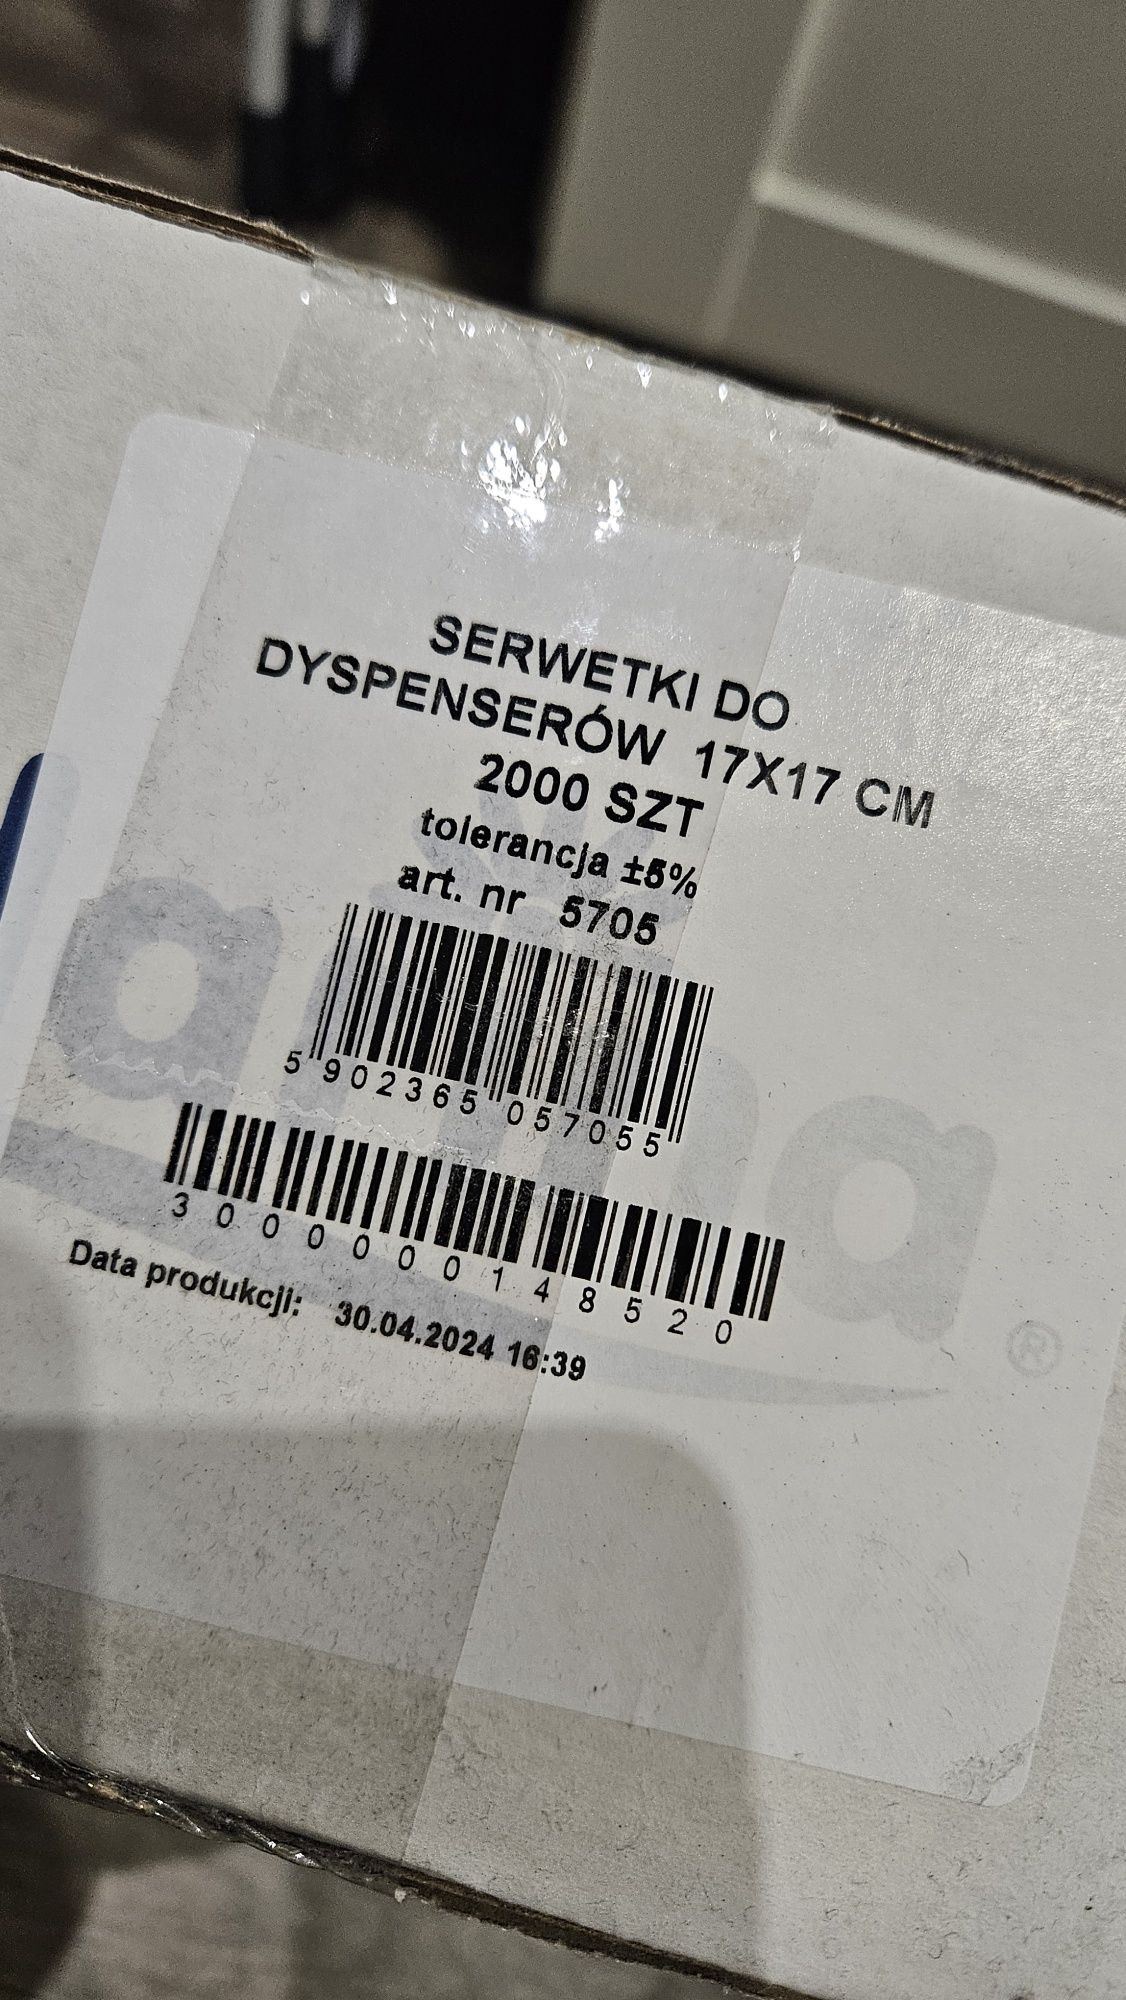 SERWETKI DO
DYSPENSERÓW 17X17 CM
2000 SZT
tolerancja ±5%
art. nr 5705
5 902365 057055
3000000148520
Data produkcji: 30.04.2024 16:39
®